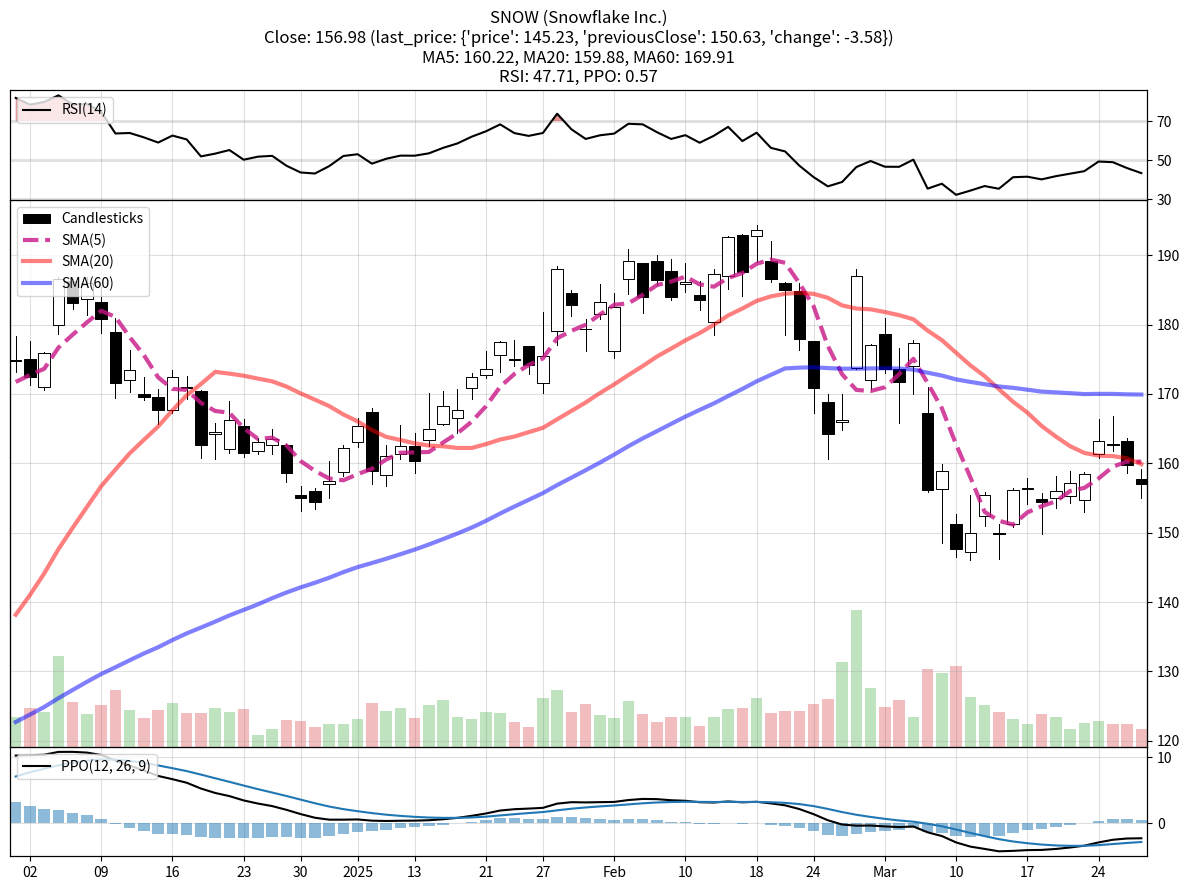 SNOW (Snowflake Inc.)
Close: 156.98 (last_price: {'price': 145.23, 'previousClose': 150.63, 'change': -3.58})
MA5: 160.22, MA20: 159.88, MA60: 169.91
RSI: 47.71, PPO: 0.57
RSI(14)
70
50
30
Candlesticks
SMA(5)
SMA(20)
SMA(60)
190
180
170
160
150
140
130
120
PPO(12, 26, 9)
10
0
02 09 16 23 30 2025 13 21 27 Feb 10 18 24 Mar 10 17 24